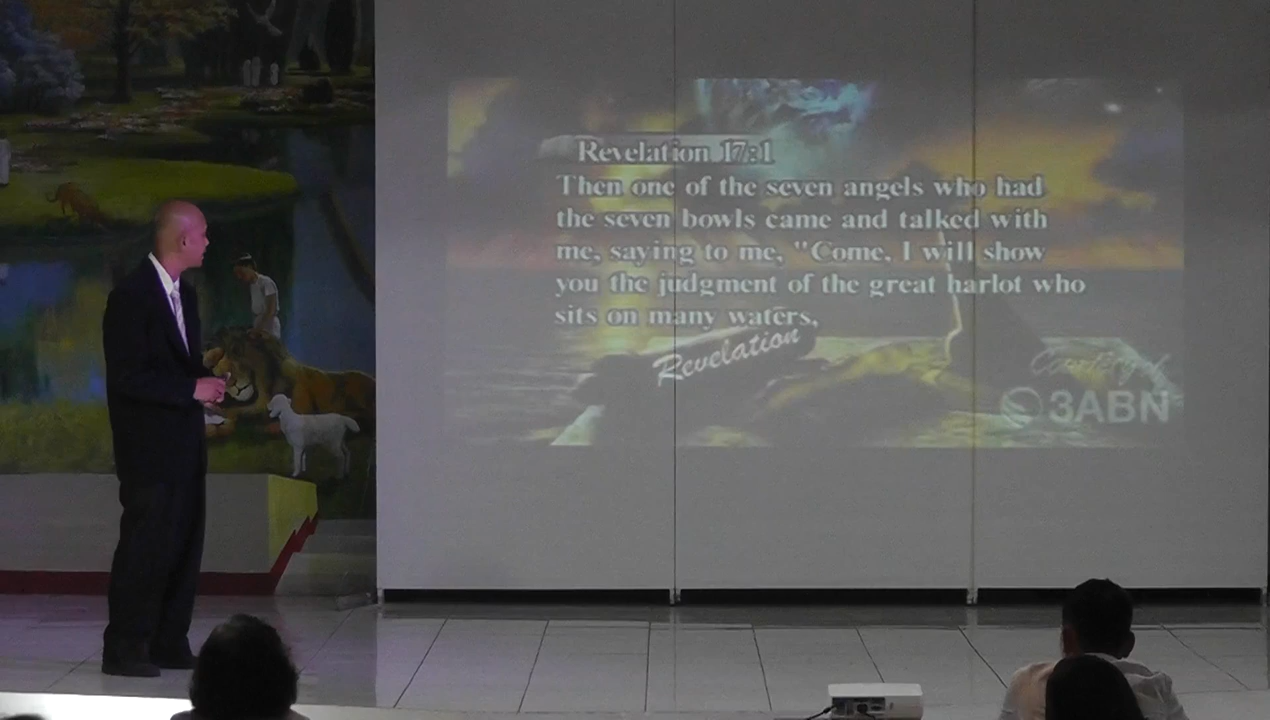 Revelation 17:1
Then one of the seven angels who had
the seven bowls came and talked with
me, saying to me, "Come, I will show
you the judgment of the great harlot who
sits on many waters,
Revelation
3ABN